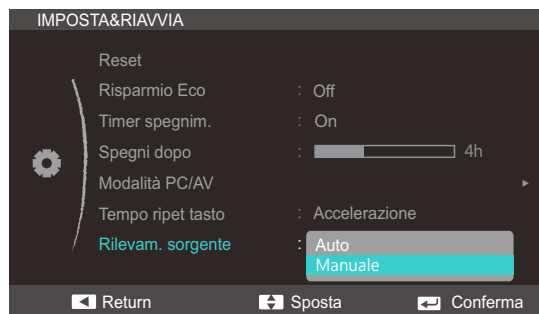 IMPOSTA&RIAVVIA
Reset
Risparmio Eco : Off
Timer spegnim. : On
Spegni dopo : 4h
Modalità PC/AV
Tempo ripet tasto : Accelerazione
Rilevam. sorgente : Auto
Manuale
Return Sposta Conferma